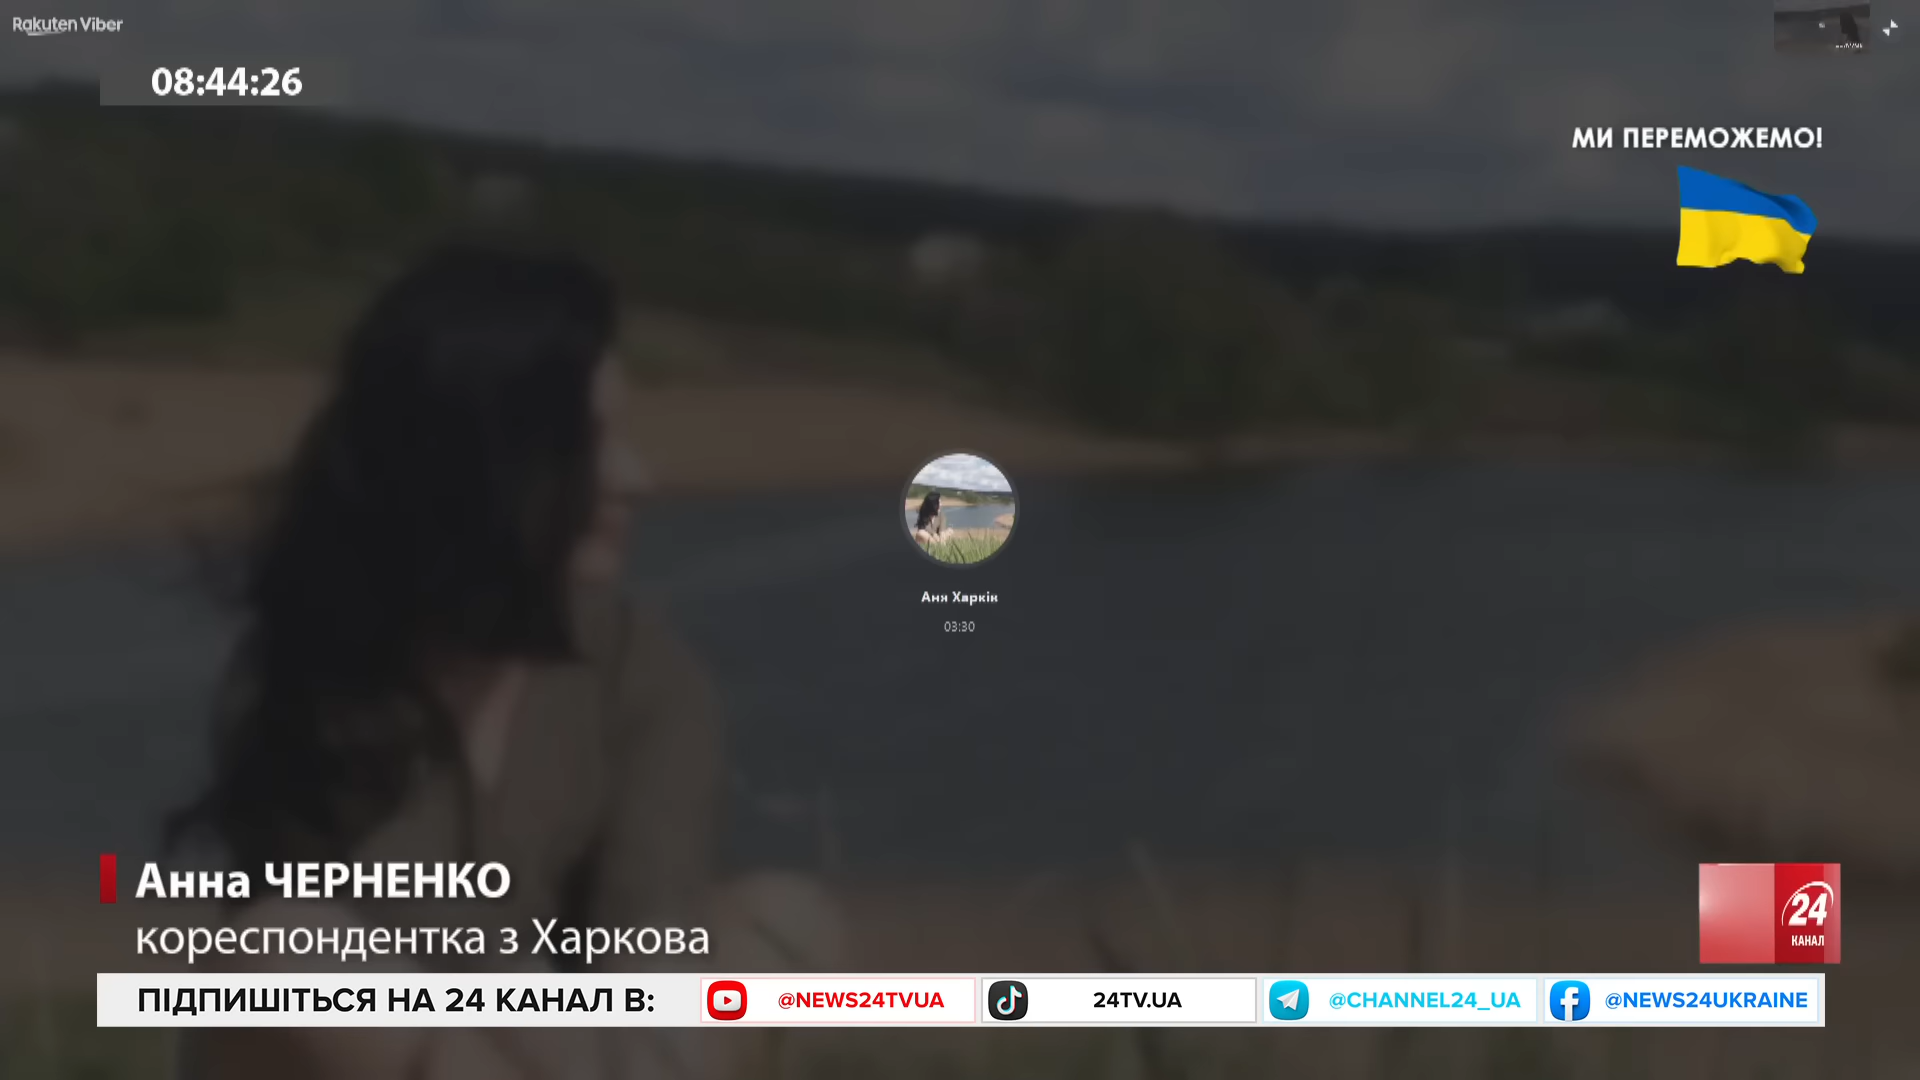 Rakuten Viber
08:44:26
МИ ПЕРЕМОЖЕМО!
Аня Харків
03:30
Анна ЧЕРНЕНКО
кореспондентка з Харкова
24
КАНАЛ
ПІДПИШІТЬСЯ НА 24 КАНАЛ В:
@NEWS24TVUA
24TV.UA
@CHANNEL24_UA
@NEWS24UKRAINE